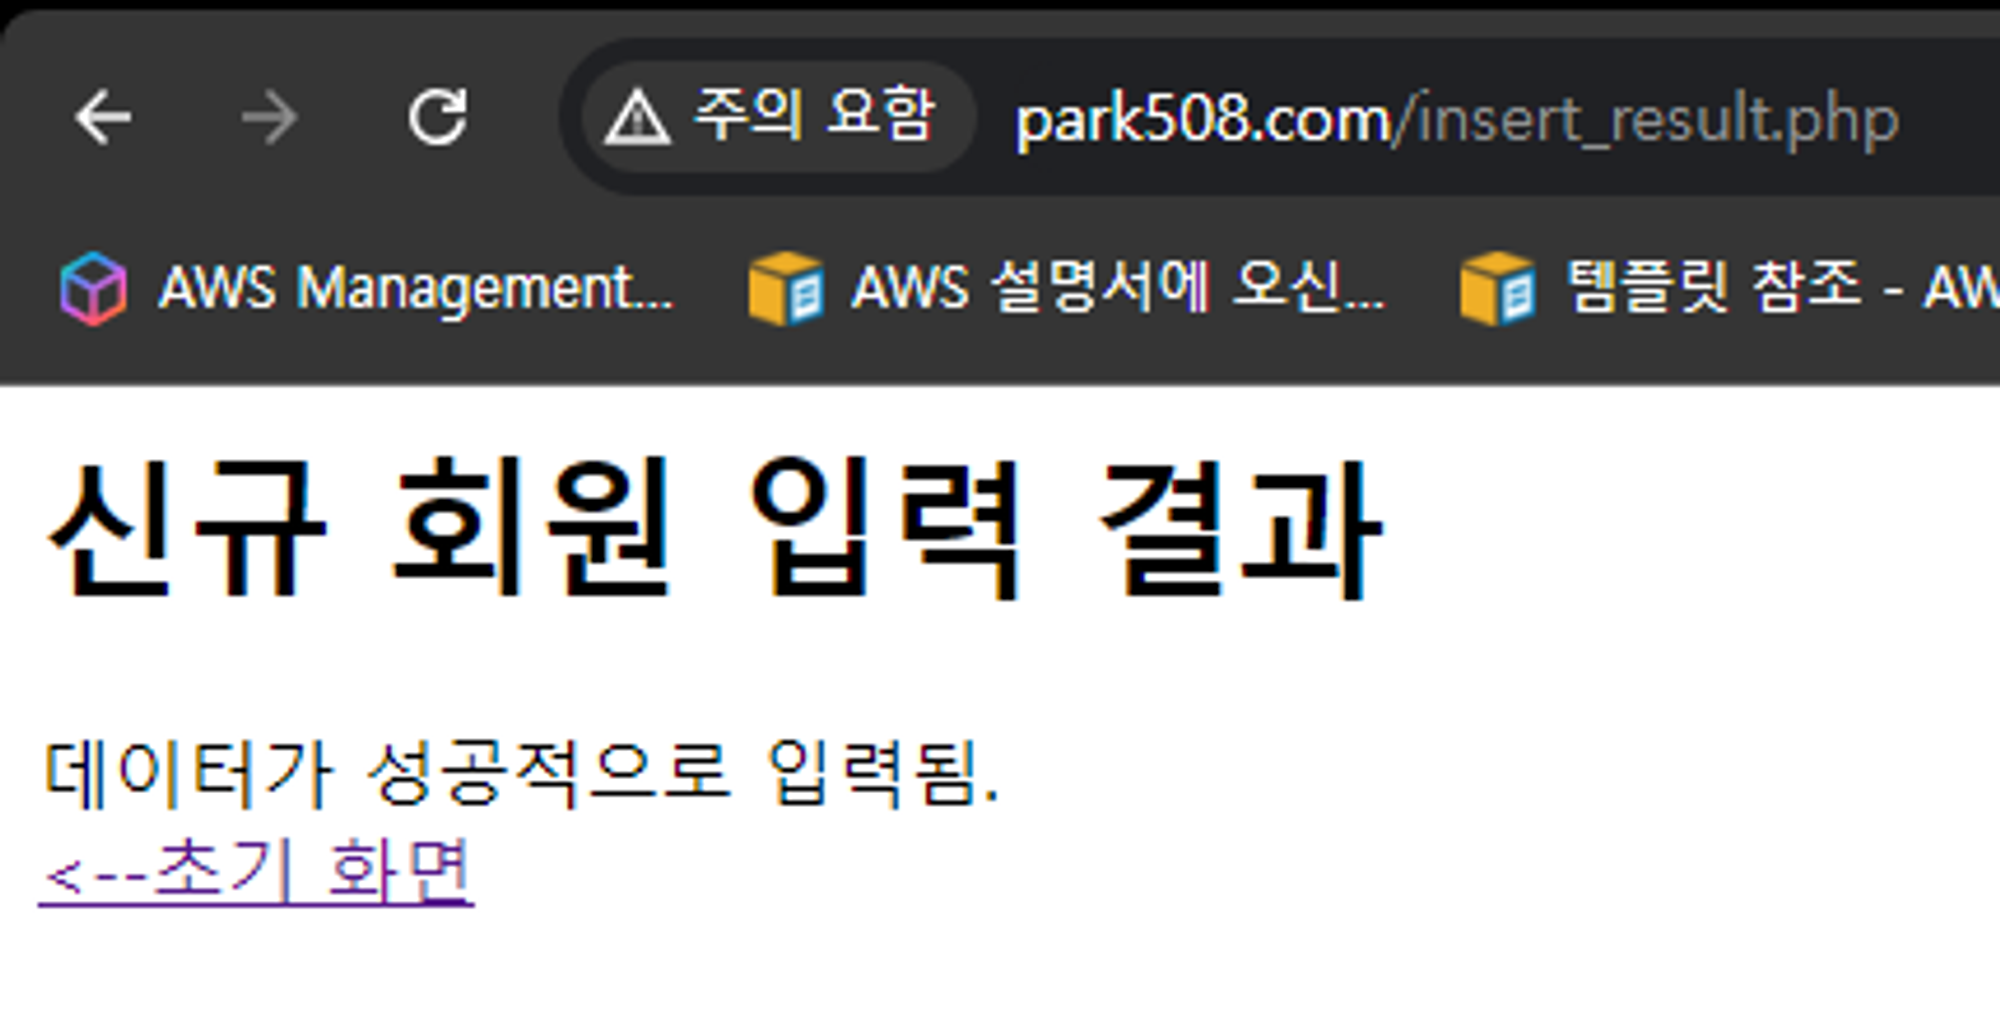 주의 요함 park508.com/insert_result.php
AWS Management... AWS 설명서에 오신... 템플릿 참조 - AW
신규 회원 입력 결과
데이터가 성공적으로 입력됨.
<--초기 화면